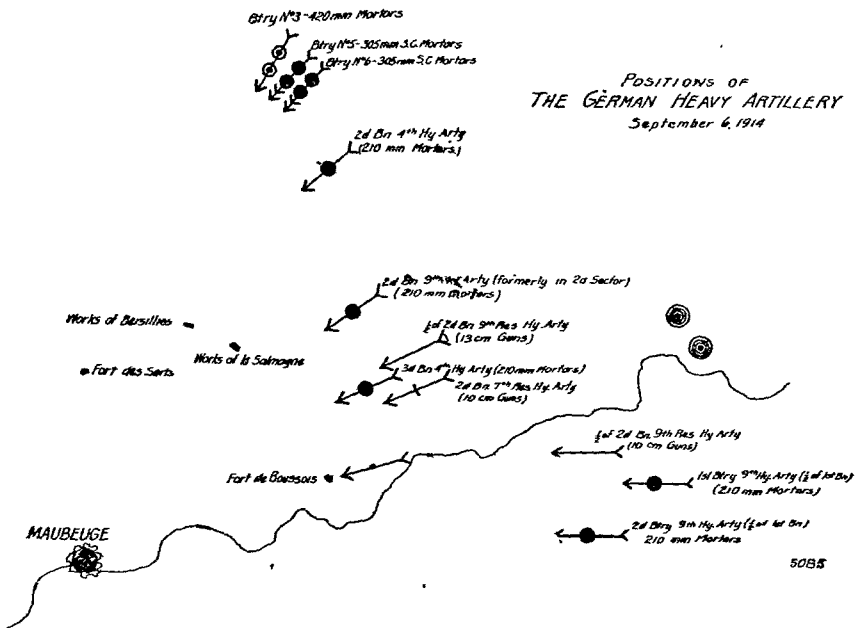 Btry Nº3-420mm Mortars
Btry Nº5-305mm S.C. Mortars
Btry Nº6-305mm S.C Mortars
POSITIONS OF
THE GERMAN HEAVY ARTILLERY
September 6, 1914
2d Bn 4th Hy Arty
(210 mm Mortars)
2d Bn 9th Hy Arty (formerly in 2d Sector)
(210 mm Mortars)
Works of Bersillies
½ of 2d Bn 9th Res Hy Arty
(13 cm Guns)
Works of la Salmagne
Fort des Sarts
3d Bn 4th Hy Arty (210 mm Mortars)
2d Bn 7th Res Hy Arty
(10 cm Guns)
½ of 2d Bn 9th Res Hy Arty
(10 cm Guns)
Fort de Boussois
1st Btry 9th Hy. Arty (½ of 1st Bn)
(210 mm Mortars)
MAUBEUGE
2d Btry 9th Hy. Arty (½ of 1st Bn)
210 mm Mortars
5085